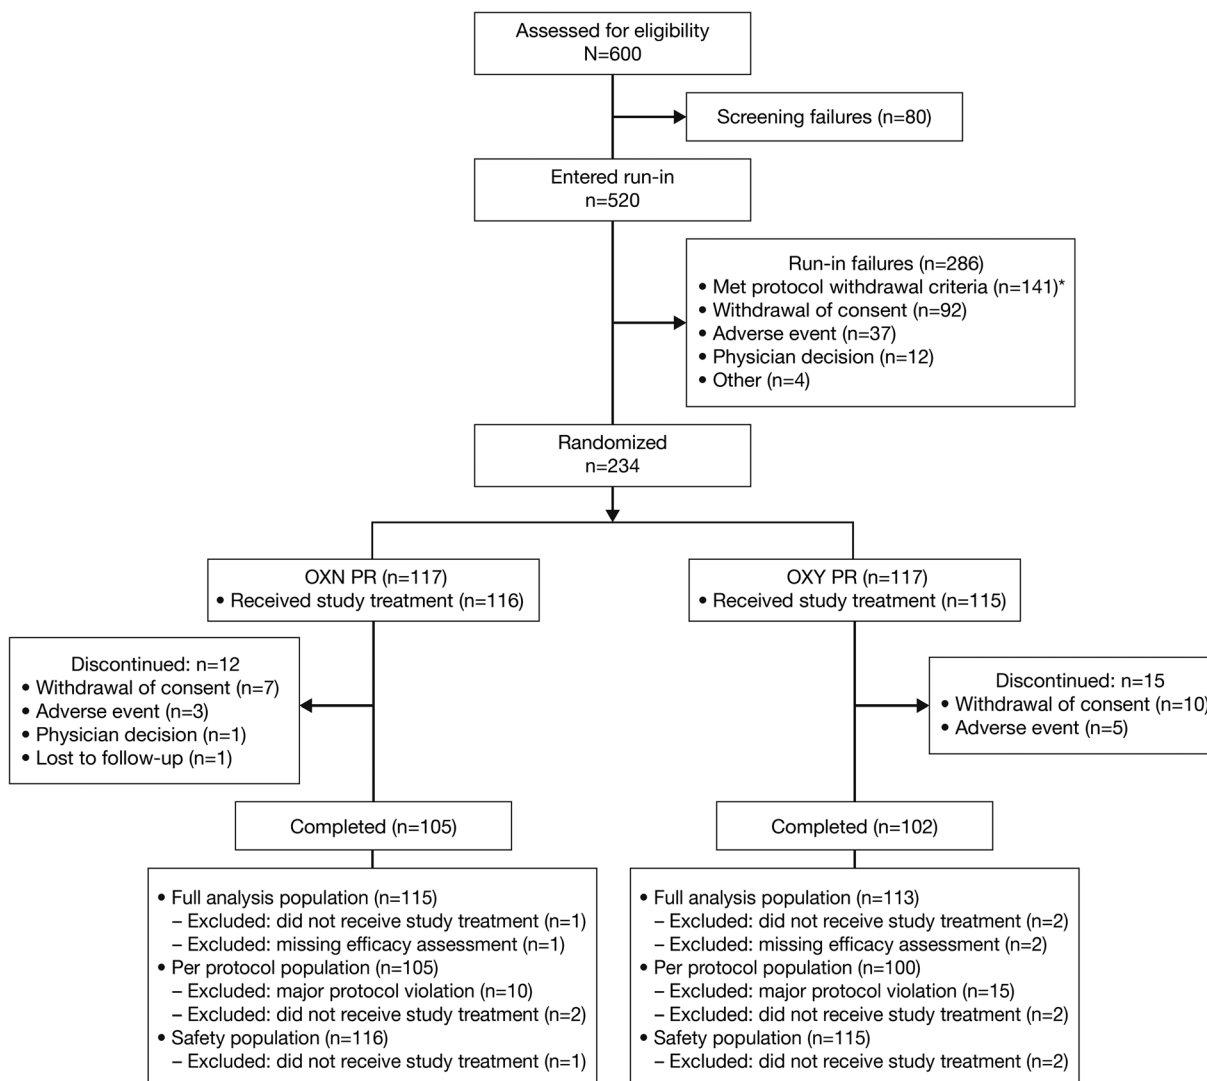 Assessed for eligibility
N=600
Screening failures (n=80)
Entered run-in
n=520
Run-in failures (n=286)
• Met protocol withdrawal criteria (n=141)*
• Withdrawal of consent (n=92)
• Adverse event (n=37)
• Physician decision (n=12)
• Other (n=4)
Randomized
n=234
OXN PR (n=117)
• Received study treatment (n=116)
OXY PR (n=117)
• Received study treatment (n=115)
Discontinued: n=12
• Withdrawal of consent (n=7)
• Adverse event (n=3)
• Physician decision (n=1)
• Lost to follow-up (n=1)
Discontinued: n=15
• Withdrawal of consent (n=10)
• Adverse event (n=5)
Completed (n=105)
Completed (n=102)
• Full analysis population (n=115)
– Excluded: did not receive study treatment (n=1)
– Excluded: missing efficacy assessment (n=1)
• Per protocol population (n=105)
– Excluded: major protocol violation (n=10)
– Excluded: did not receive study treatment (n=2)
• Safety population (n=116)
– Excluded: did not receive study treatment (n=1)
• Full analysis population (n=113)
– Excluded: did not receive study treatment (n=2)
– Excluded: missing efficacy assessment (n=2)
• Per protocol population (n=100)
– Excluded: major protocol violation (n=15)
– Excluded: did not receive study treatment (n=2)
• Safety population (n=115)
– Excluded: did not receive study treatment (n=2)